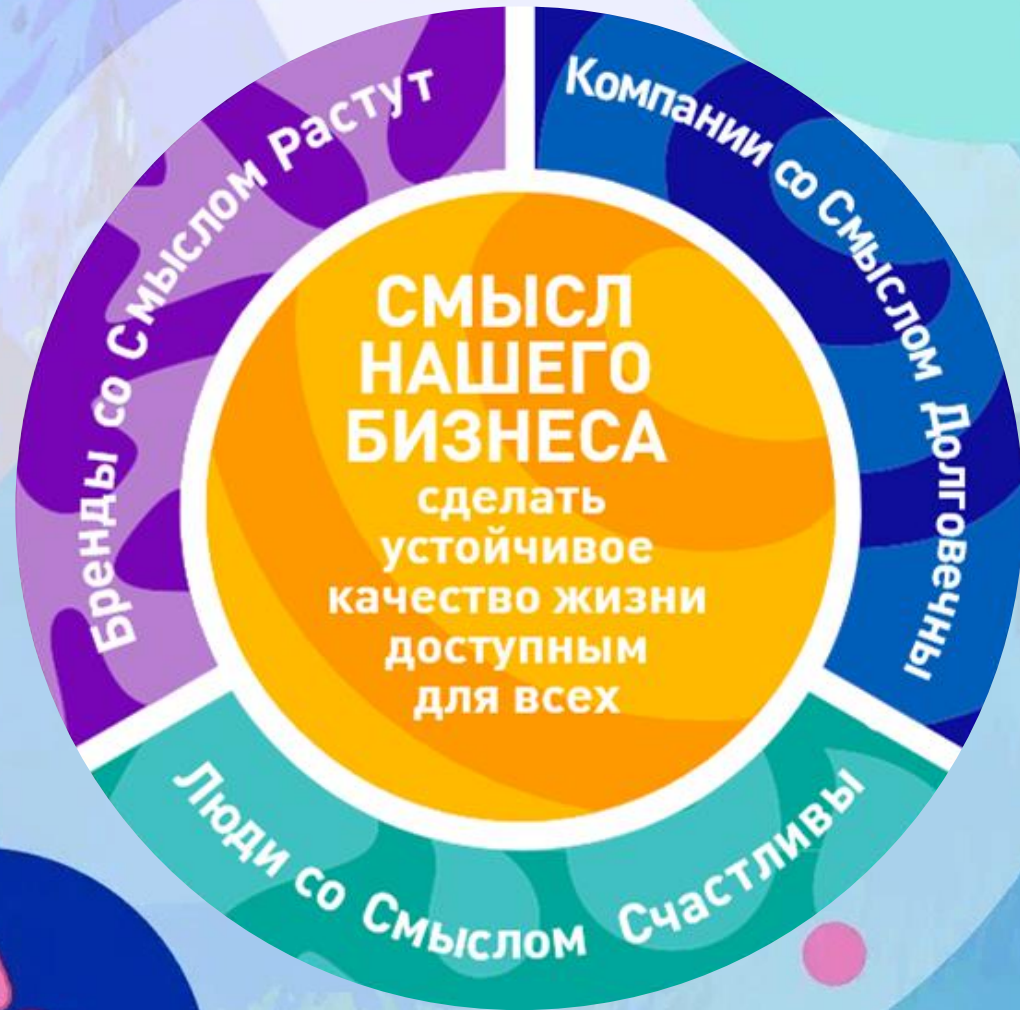 Бренды со Смыслом Растут
Компании со Смыслом Долговечны
СМЫСЛ
НАШЕГО
БИЗНЕСА
сделать
устойчивое
качество жизни
доступным
для всех
Люди со Смыслом Счастливы